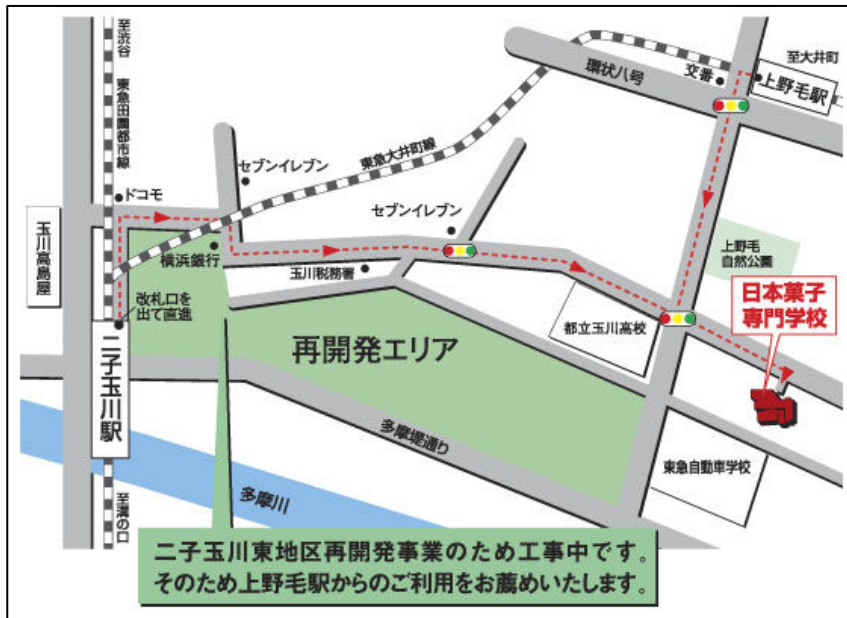 至渋谷
東急田園都市線
至大井町
環状八号
交番
上野毛駅
セブンイレブン
東急大井町線
ドコモ
セブンイレブン
玉川高島屋
横浜銀行
玉川税務署
上野毛
自然公園
改札口を
出て直進
日本菓子
専門学校
二子玉川駅
再開発エリア
都立玉川高校
多摩堤通り
東急自動車学校
多摩川
至溝の口
二子玉川東地区再開発事業のため工事中です。
そのため上野毛駅からのご利用をお薦めいたします。